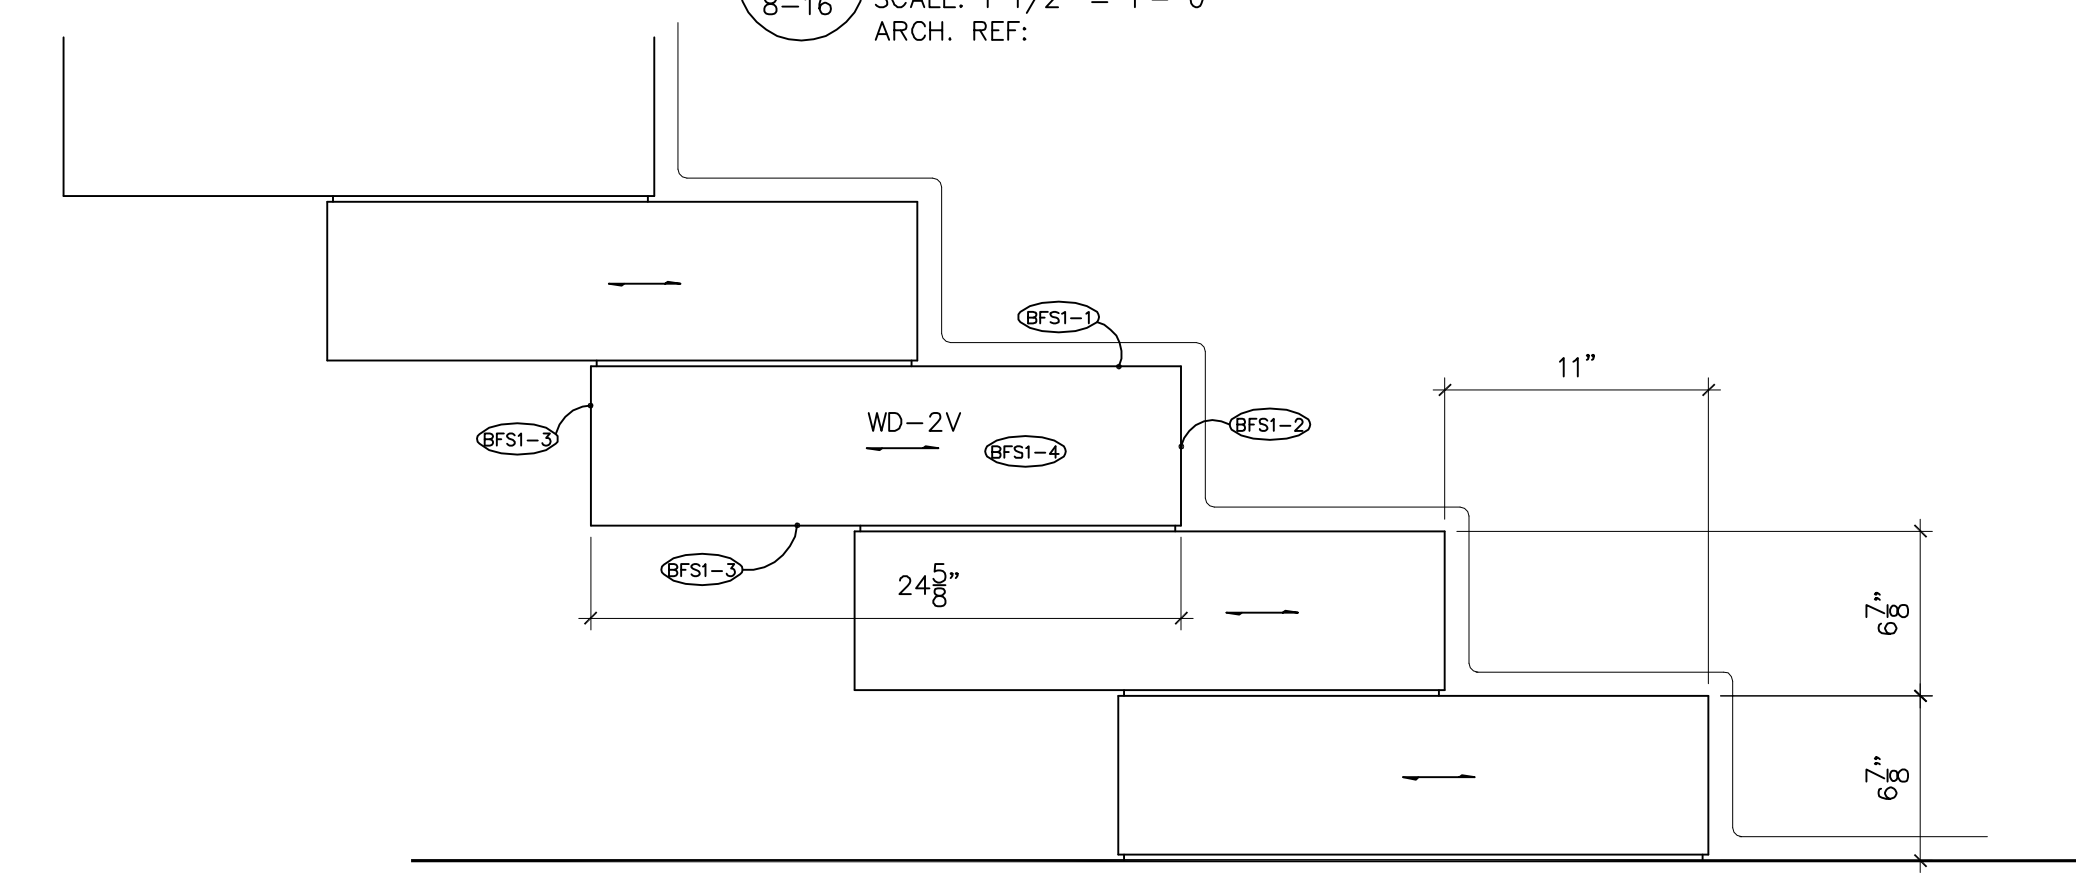 8-16
SCALE: 1 1/2" = 1'- 0"
ARCH. REF:
BFS1-1
11"
WD-2V
BFS1-2
BFS1-3
BFS1-4
BFS1-3
24 5/8"
6 7/8"
6 7/8"